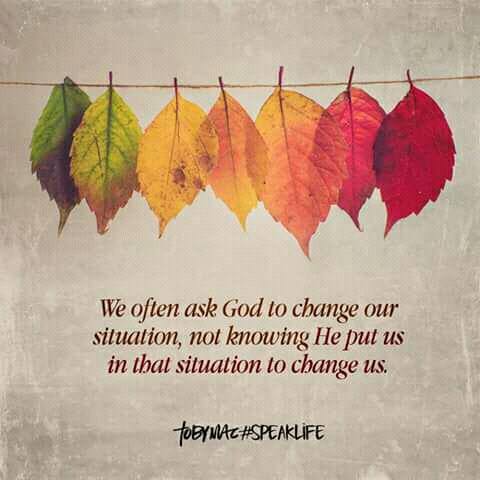 We often ask God to change our
situation, not knowing He put us
in that situation to change us.
TOBYMAC#SPEAKLIFE